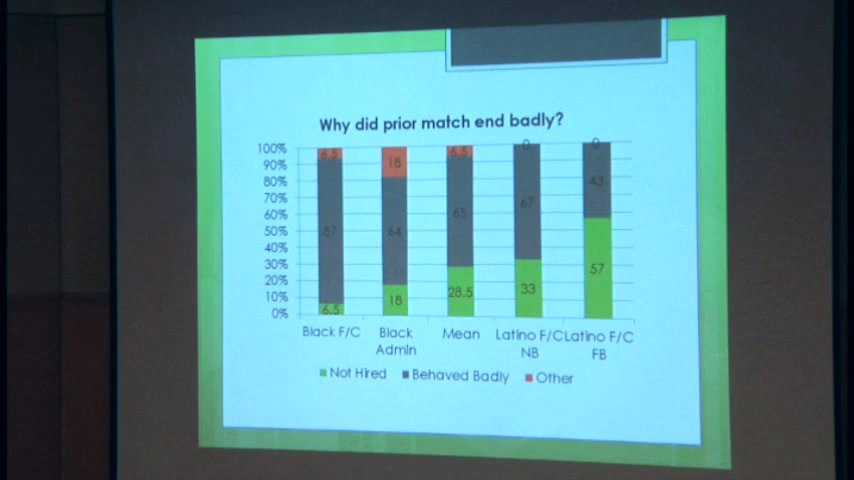 Why did prior match end badly?
100%
90%
80%
70%
60%
50%
40%
30%
20%
10%
0%
6.5 18 6.5 0 0
87 64 65 67 43
6.5 18 28.5 33 57
Black F/C Black Admin Mean Latino F/C NB Latino F/C FB
Not Hired Behaved Badly Other